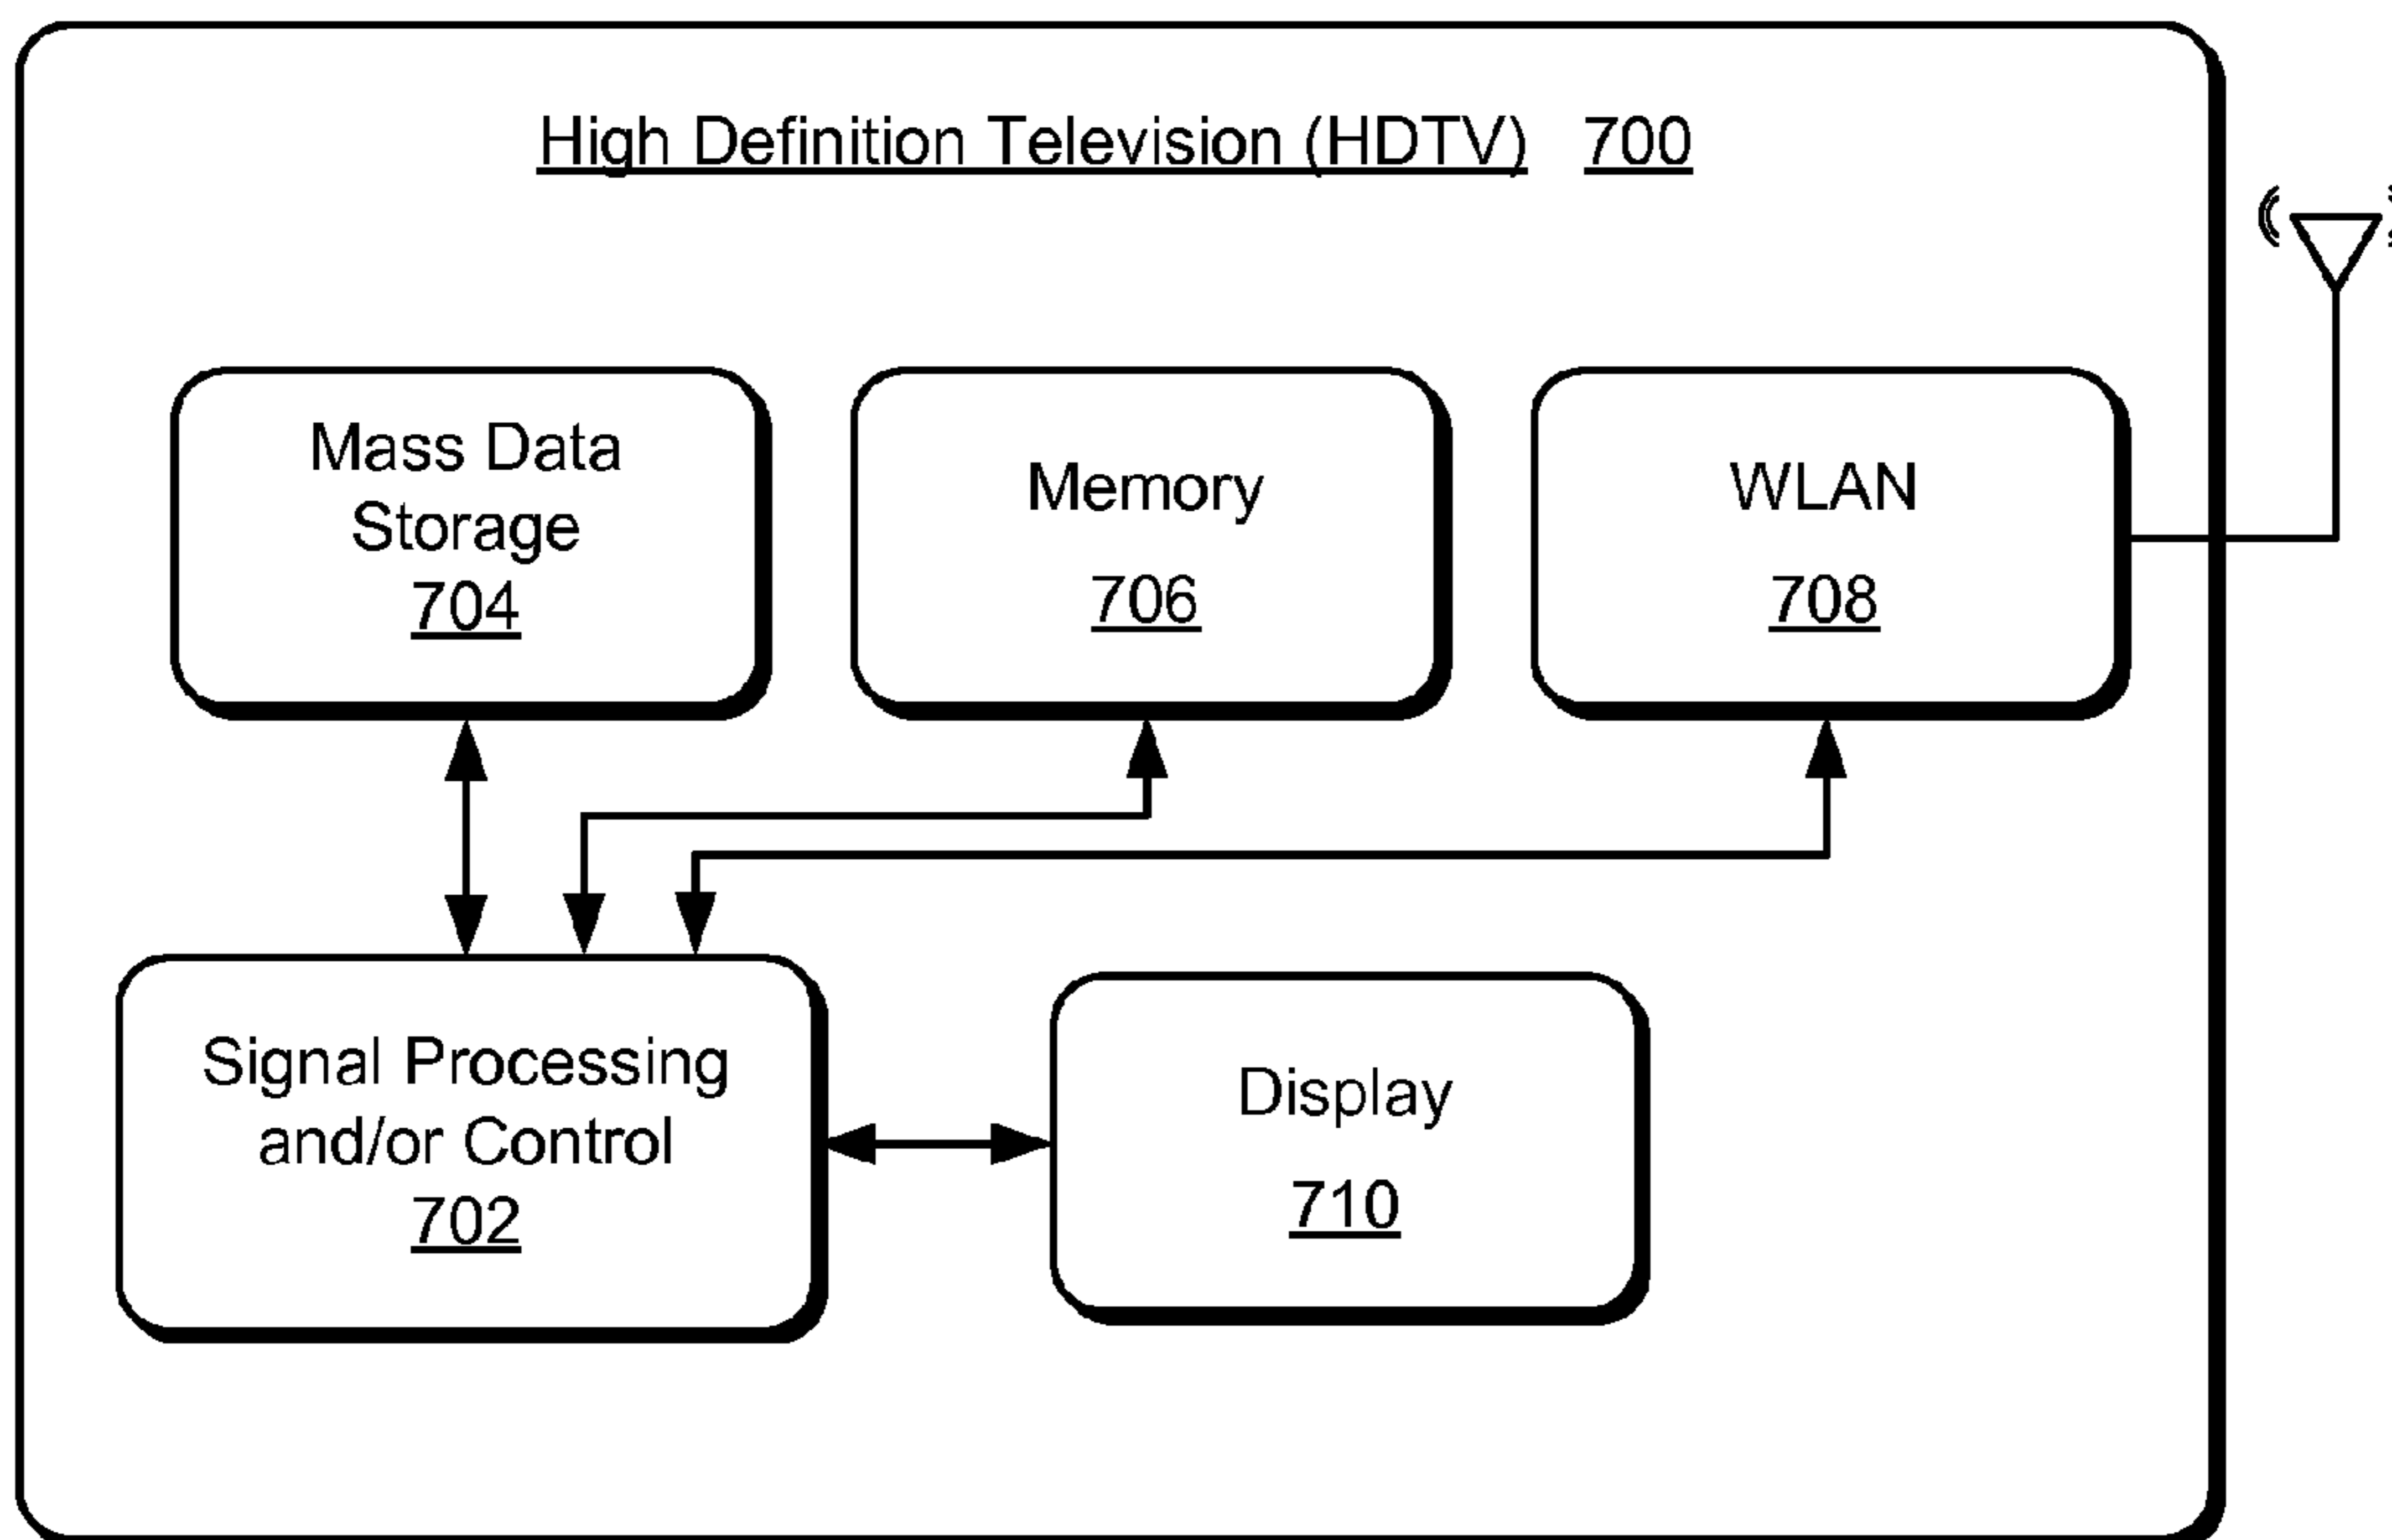 High Definition Television (HDTV) 700
Mass Data
Storage
704
Memory
706
WLAN
708
Signal Processing
and/or Control
702
Display
710